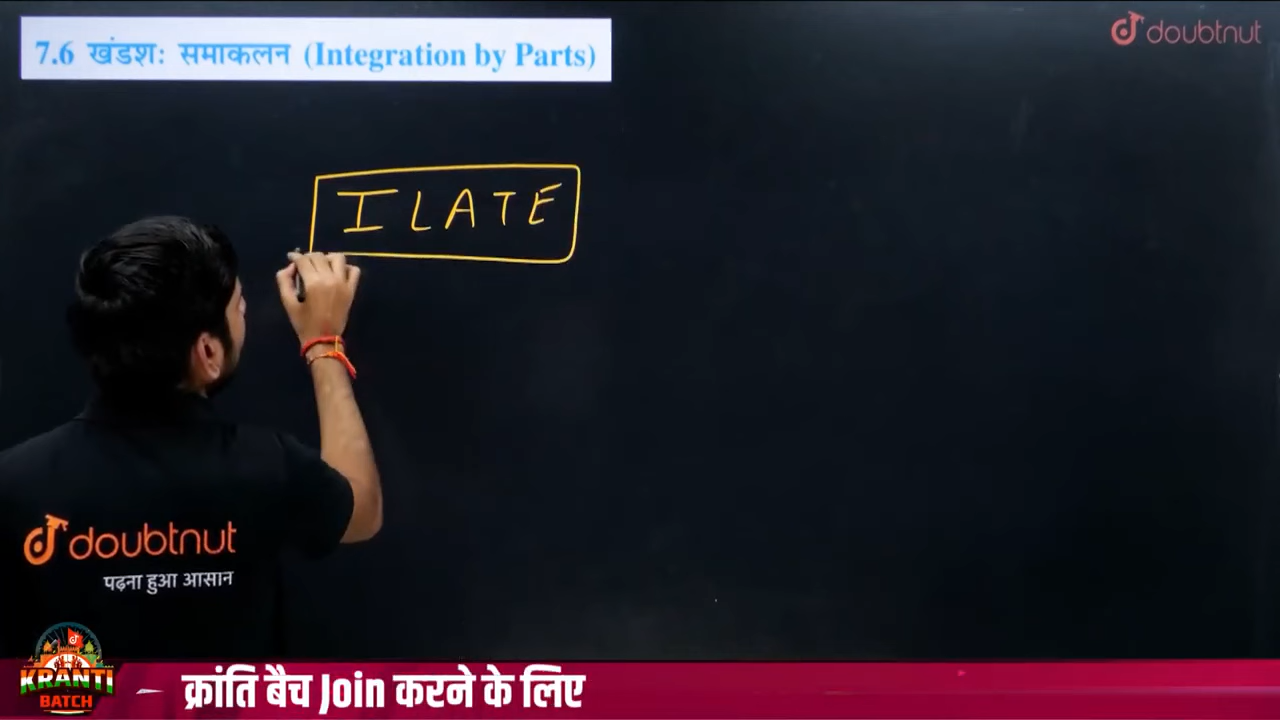 7.6 खंडशः समाकलन (Integration by Parts)
doubtnut
ILATE
doubtnut
पढ़ना हुआ आसान
KRANTI
BATCH
क्रांति बैच Join करने के लिए